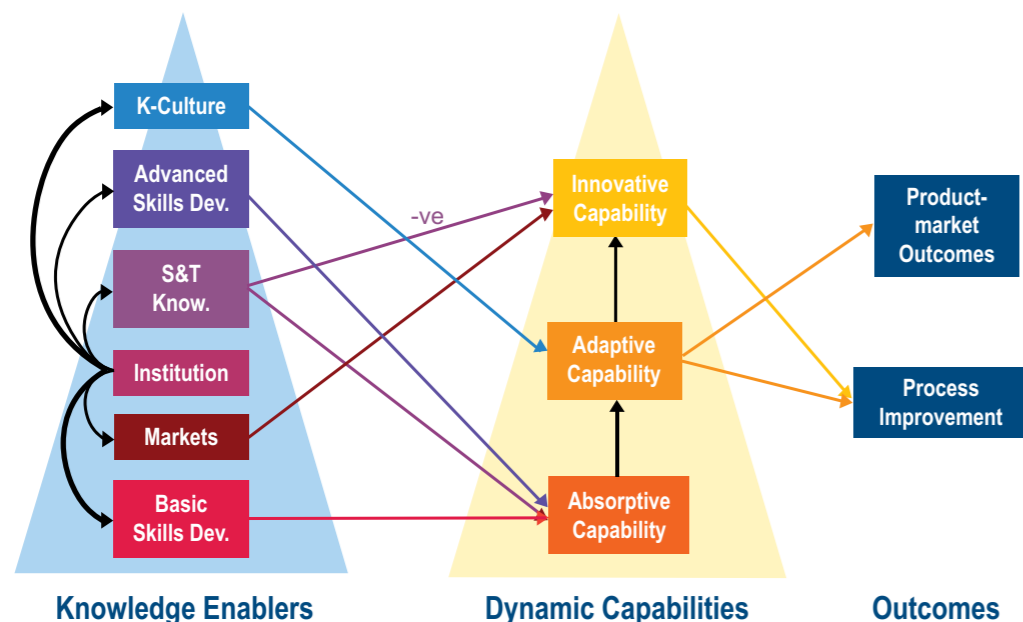 K-Culture
Advanced
Skills Dev.
S&T
Know.
Institution
Markets
Basic
Skills Dev.
Knowledge Enablers
-ve
Innovative
Capability
Adaptive
Capability
Absorptive
Capability
Dynamic Capabilities
Product-
market
Outcomes
Process
Improvement
Outcomes